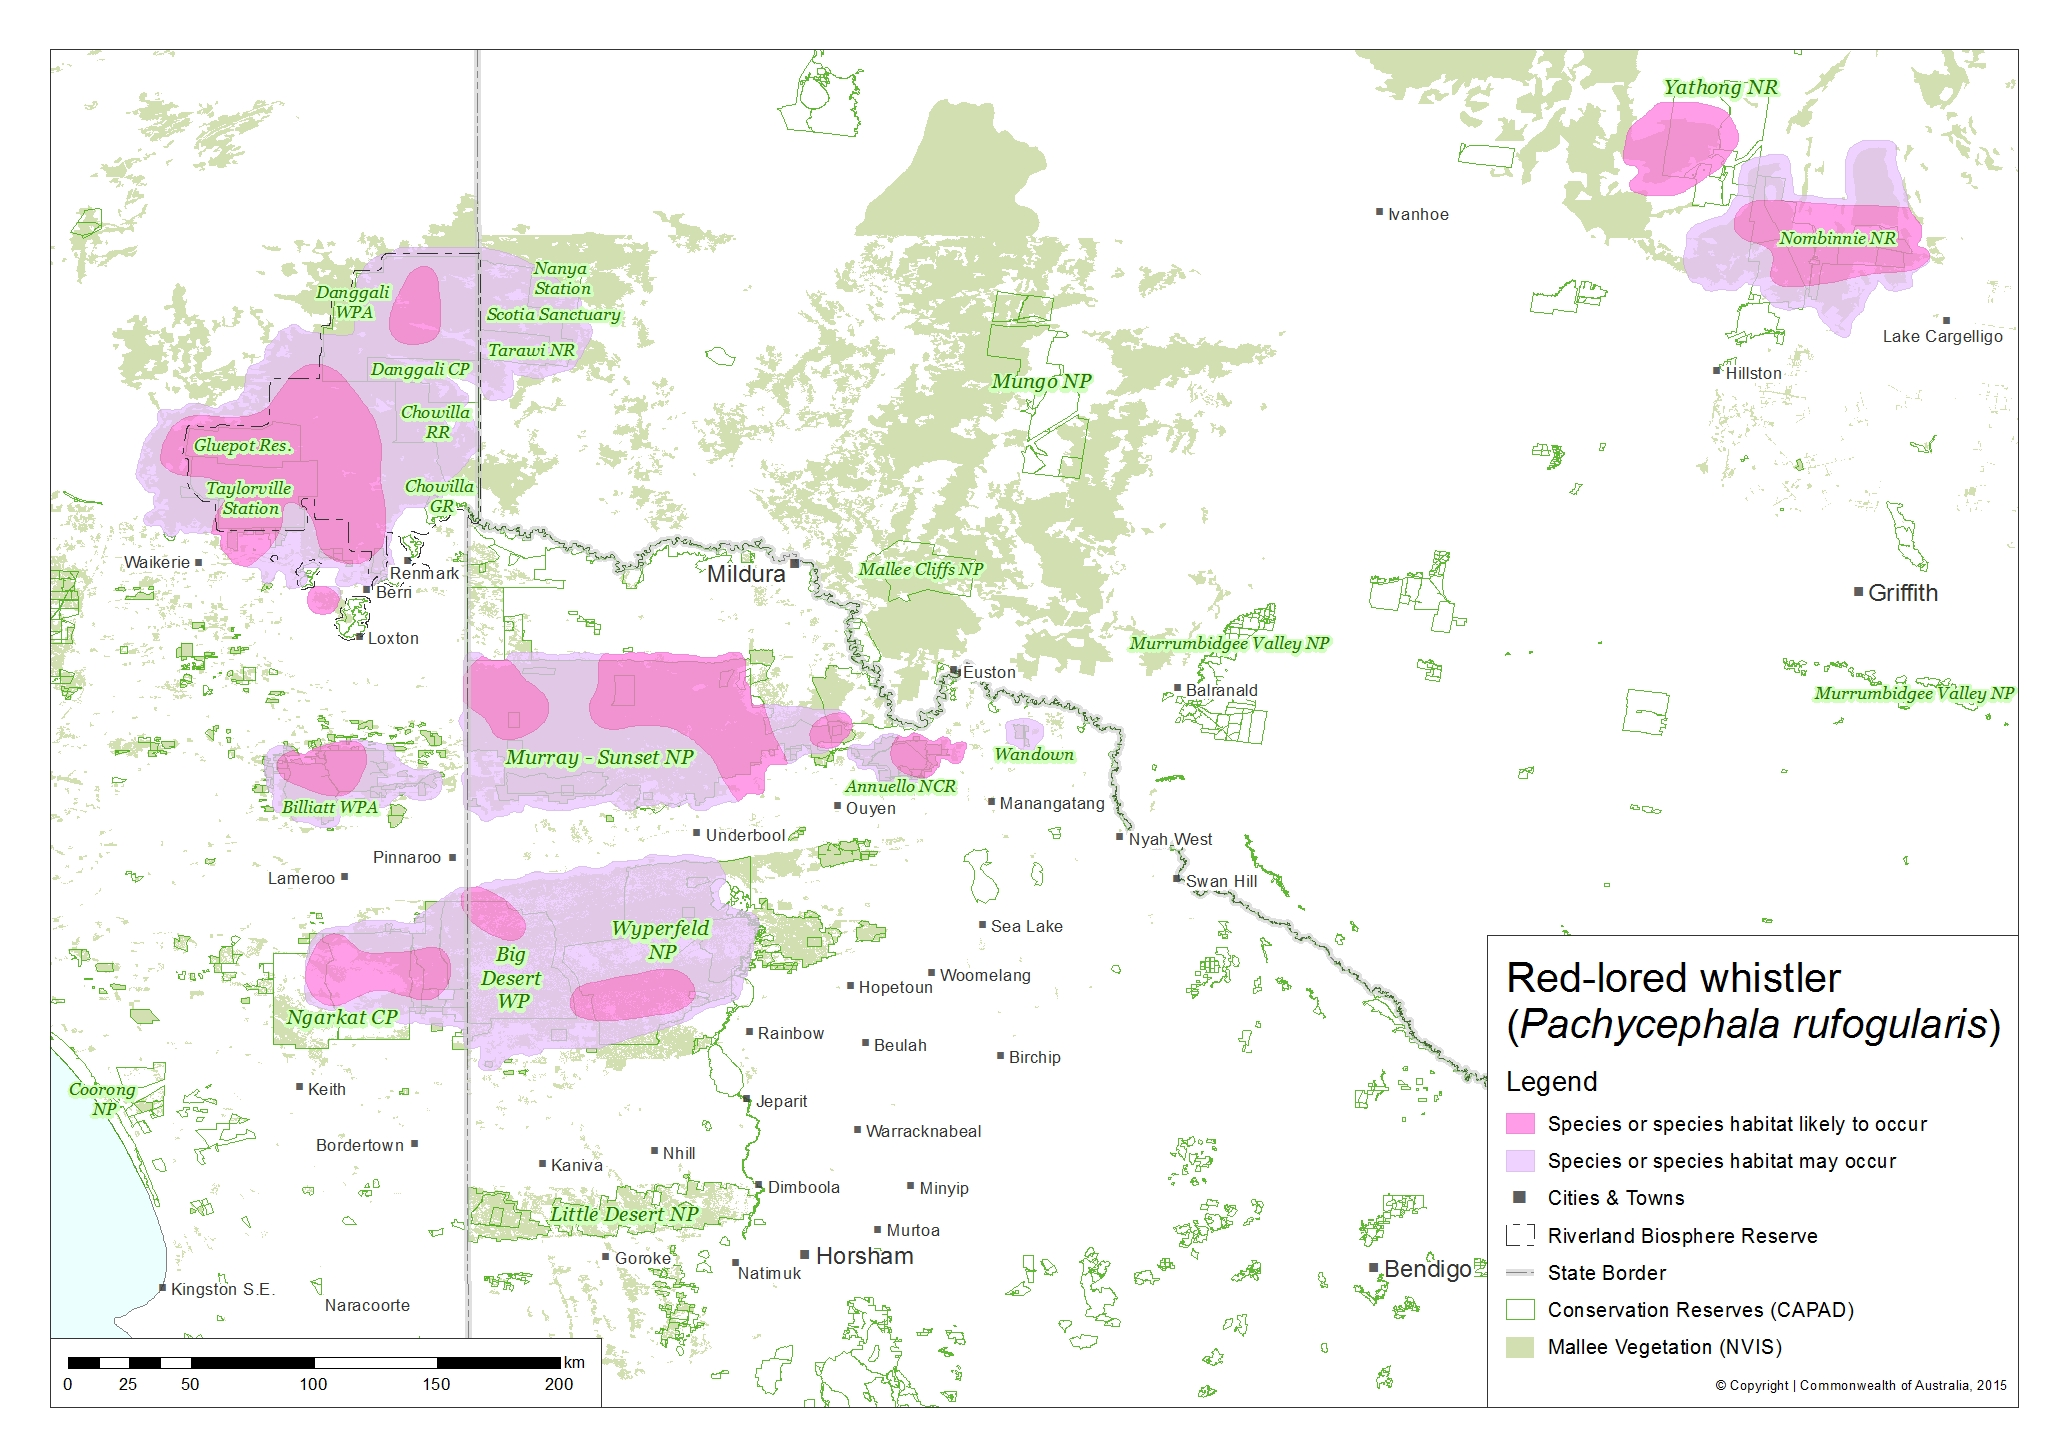 Yathong NR
Ivanhoe
Nombinnie NR
Nanya
Station
Danggali
WPA
Scotia Sanctuary
Lake Cargelligo
Tarawi NR
Danggali CP
Hillston
Mungo NP
Chowilla
RR
Gluepot Res.
Taylorville
Station
Chowilla
GR
Waikerie
Renmark
Mildura
Mallee Cliffs NP
Berri
Griffith
Loxton
Murrumbidgee Valley NP
Euston
Balranald
Murrumbidgee Valley NP
Murray - Sunset NP
Wandown
Annuello NCR
Billiatt WPA
Ouyen
Manangatang
Underbool
Nyah West
Pinnaroo
Lameroo
Swan Hill
Wyperfeld
NP
Sea Lake
Big
Desert
WP
Woomelang
Hopetoun
Ngarkat CP
Rainbow
Beulah
Birchip
Keith
Coorong
NP
Jeparit
Warracknabeal
Bordertown
Nhill
Kaniva
Dimboola
Minyip
Little Desert NP
Murtoa
Goroke
Horsham
Natimuk
Bendigo
Kingston S.E.
Naracoorte
km
0 25 50 100 150 200
Red-lored whistler
(Pachycephala rufogularis)
Legend
Species or species habitat likely to occur
Species or species habitat may occur
Cities & Towns
Riverland Biosphere Reserve
State Border
Conservation Reserves (CAPAD)
Mallee Vegetation (NVIS)
© Copyright | Commonwealth of Australia, 2015